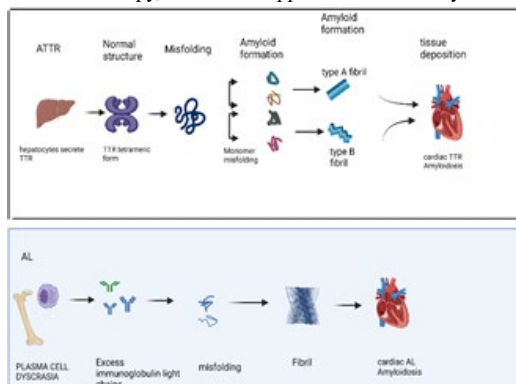 ATTR
Normal
structure
Misfolding
Amyloid
formation
Amyloid
formation
tissue
deposition
type A fibril
type B
fibril
hepatocytes secrete
TTR
TTR tetrameric
form
Monomer
misfolding
cardiac TTR
Amyloidosis
AL
PLASMA CELL
DYSCRASIA
Excess
immunoglobulin light
chains
misfolding
Fibril
cardiac AL
Amyloidosis